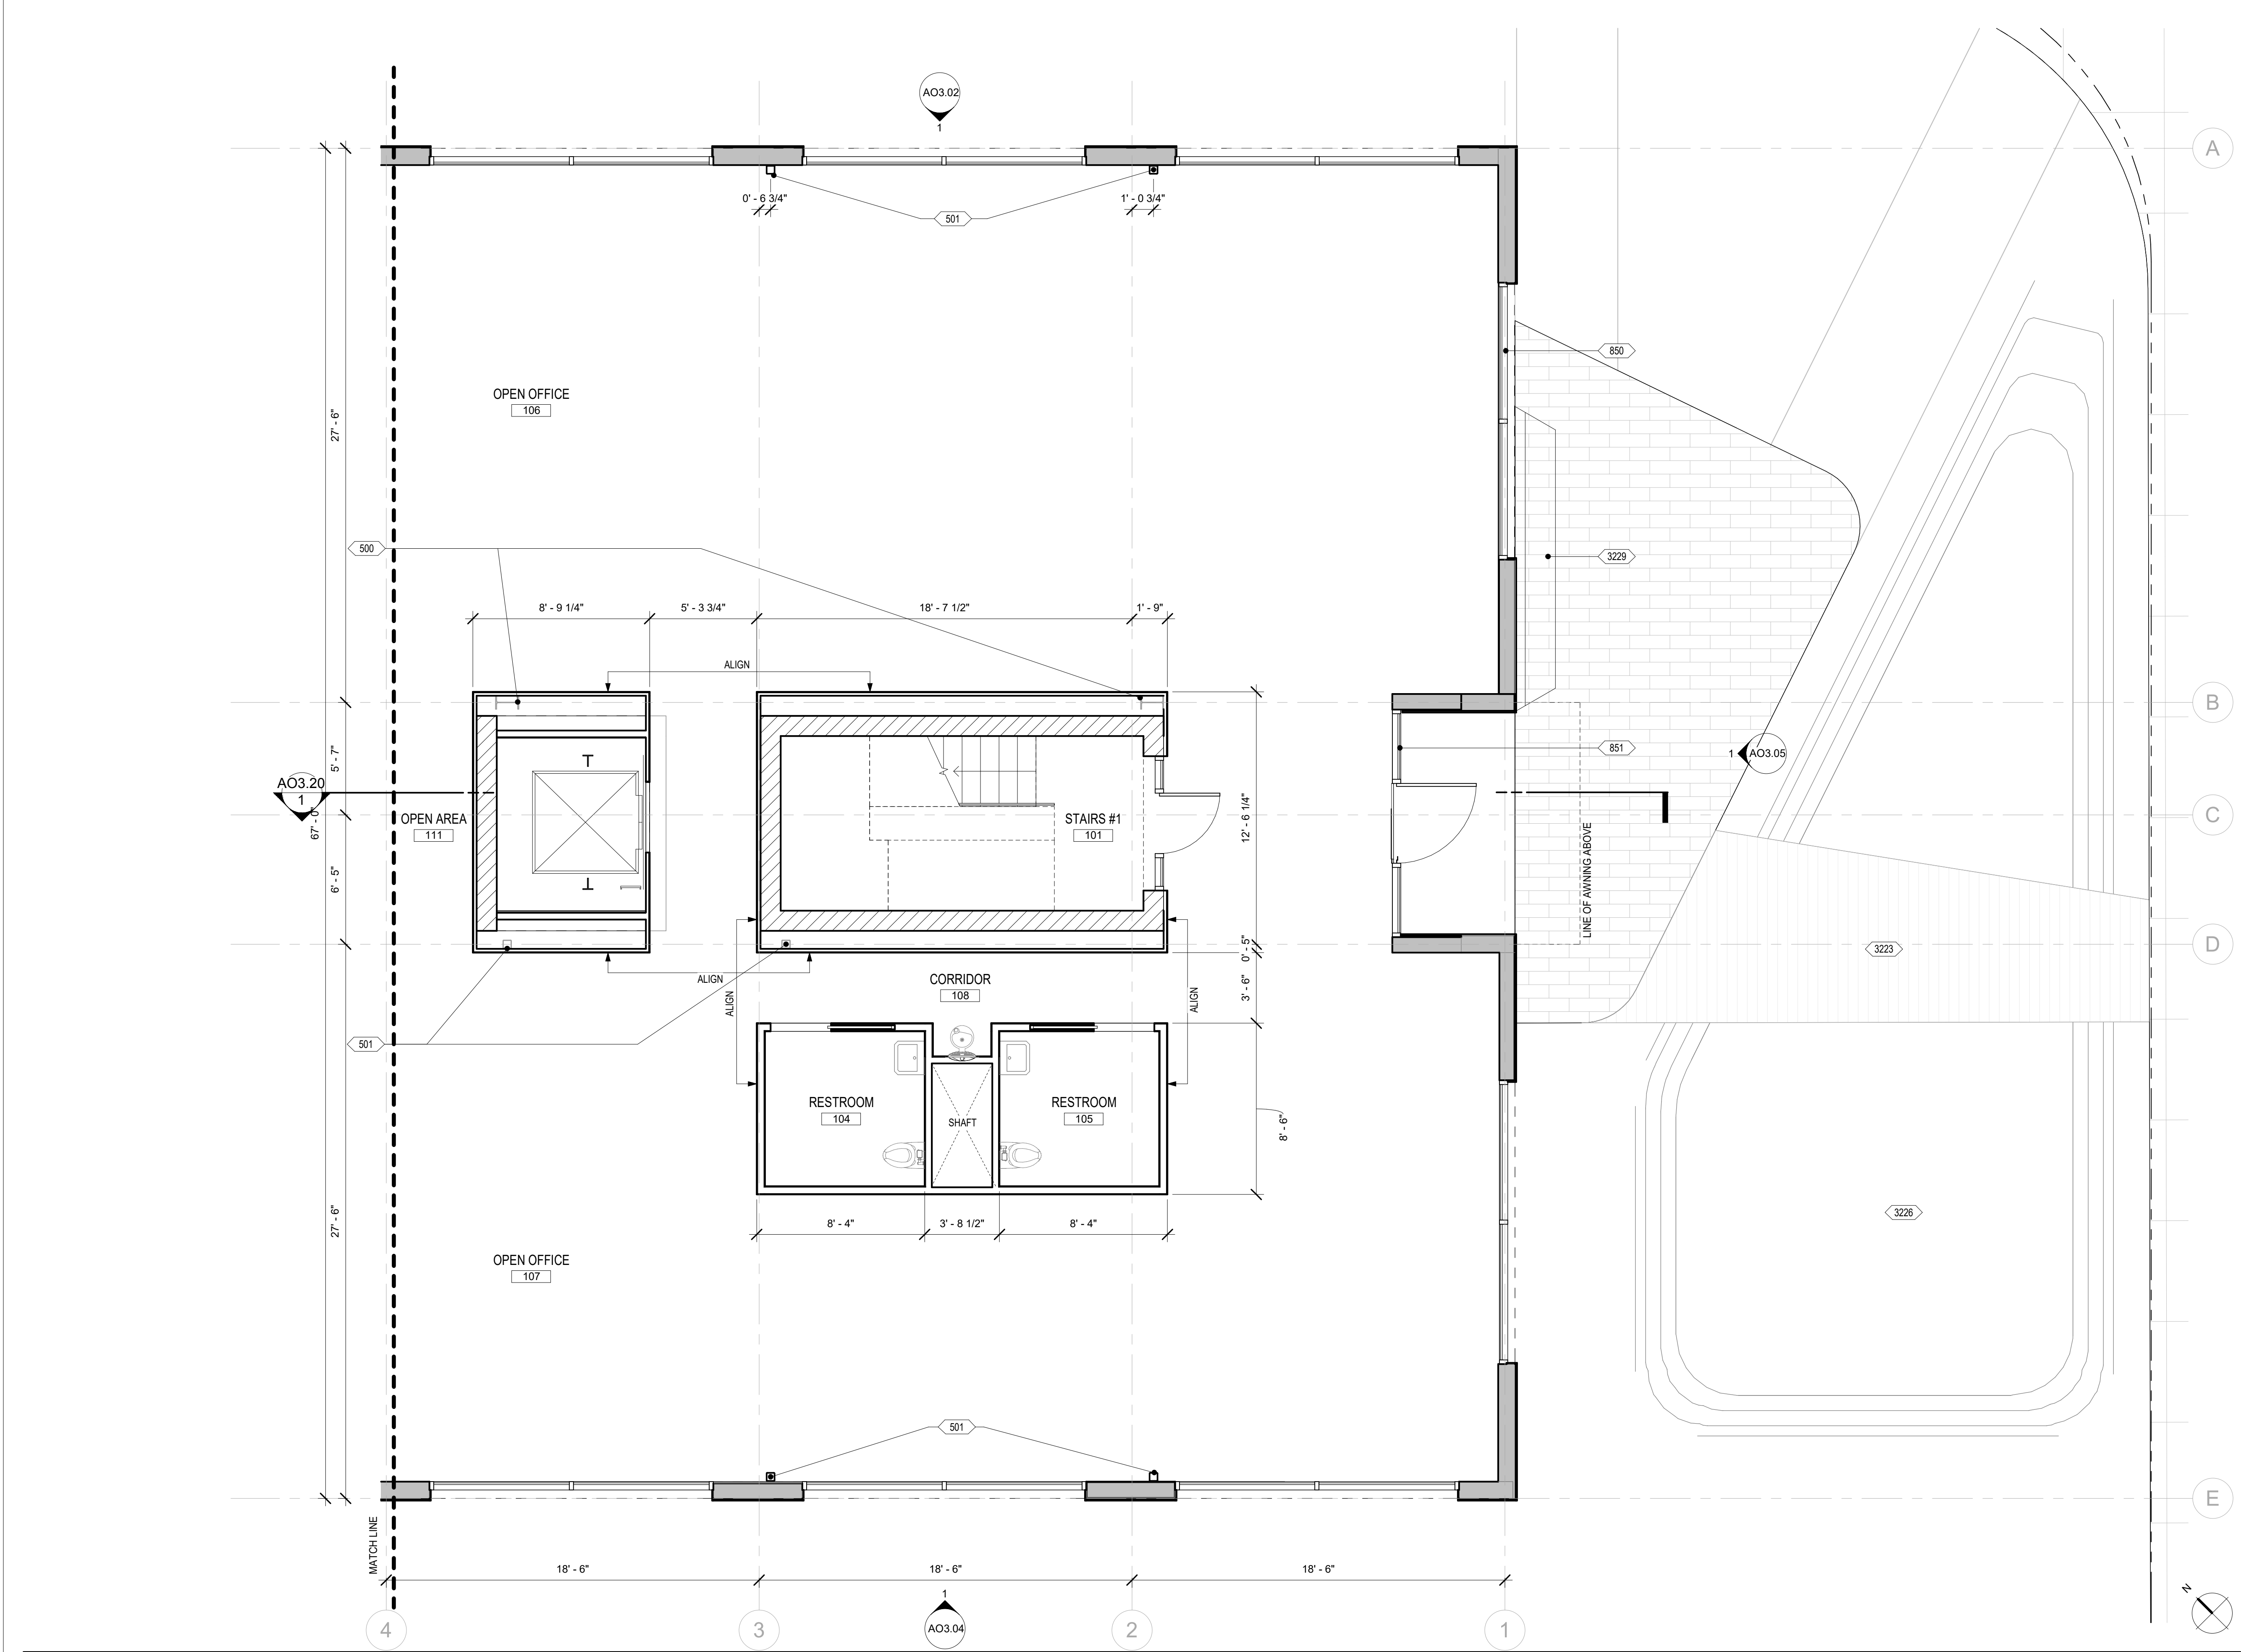 AO3.02
1
A
0' - 6 3/4"
1' - 0 3/4"
501
850
OPEN OFFICE
106
27' - 6"
500
3229
8' - 9 1/4"
5' - 3 3/4"
18' - 7 1/2"
1' - 9"
ALIGN
B
851
1
AO3.05
5' - 7"
AO3.20
1
67' - 0"
OPEN AREA
111
STAIRS #1
101
12' - 6 1/4"
LINE OF AWNING ABOVE
C
6' - 5"
0' - 5"
D
3223
ALIGN
ALIGN
CORRIDOR
108
ALIGN
3' - 6"
501
RESTROOM
104
SHAFT
RESTROOM
105
8' - 6"
3226
27' - 6"
8' - 4"
3' - 8 1/2"
8' - 4"
OPEN OFFICE
107
501
E
MATCH LINE
18' - 6"
18' - 6"
18' - 6"
N
1
AO3.04
4
3
2
1